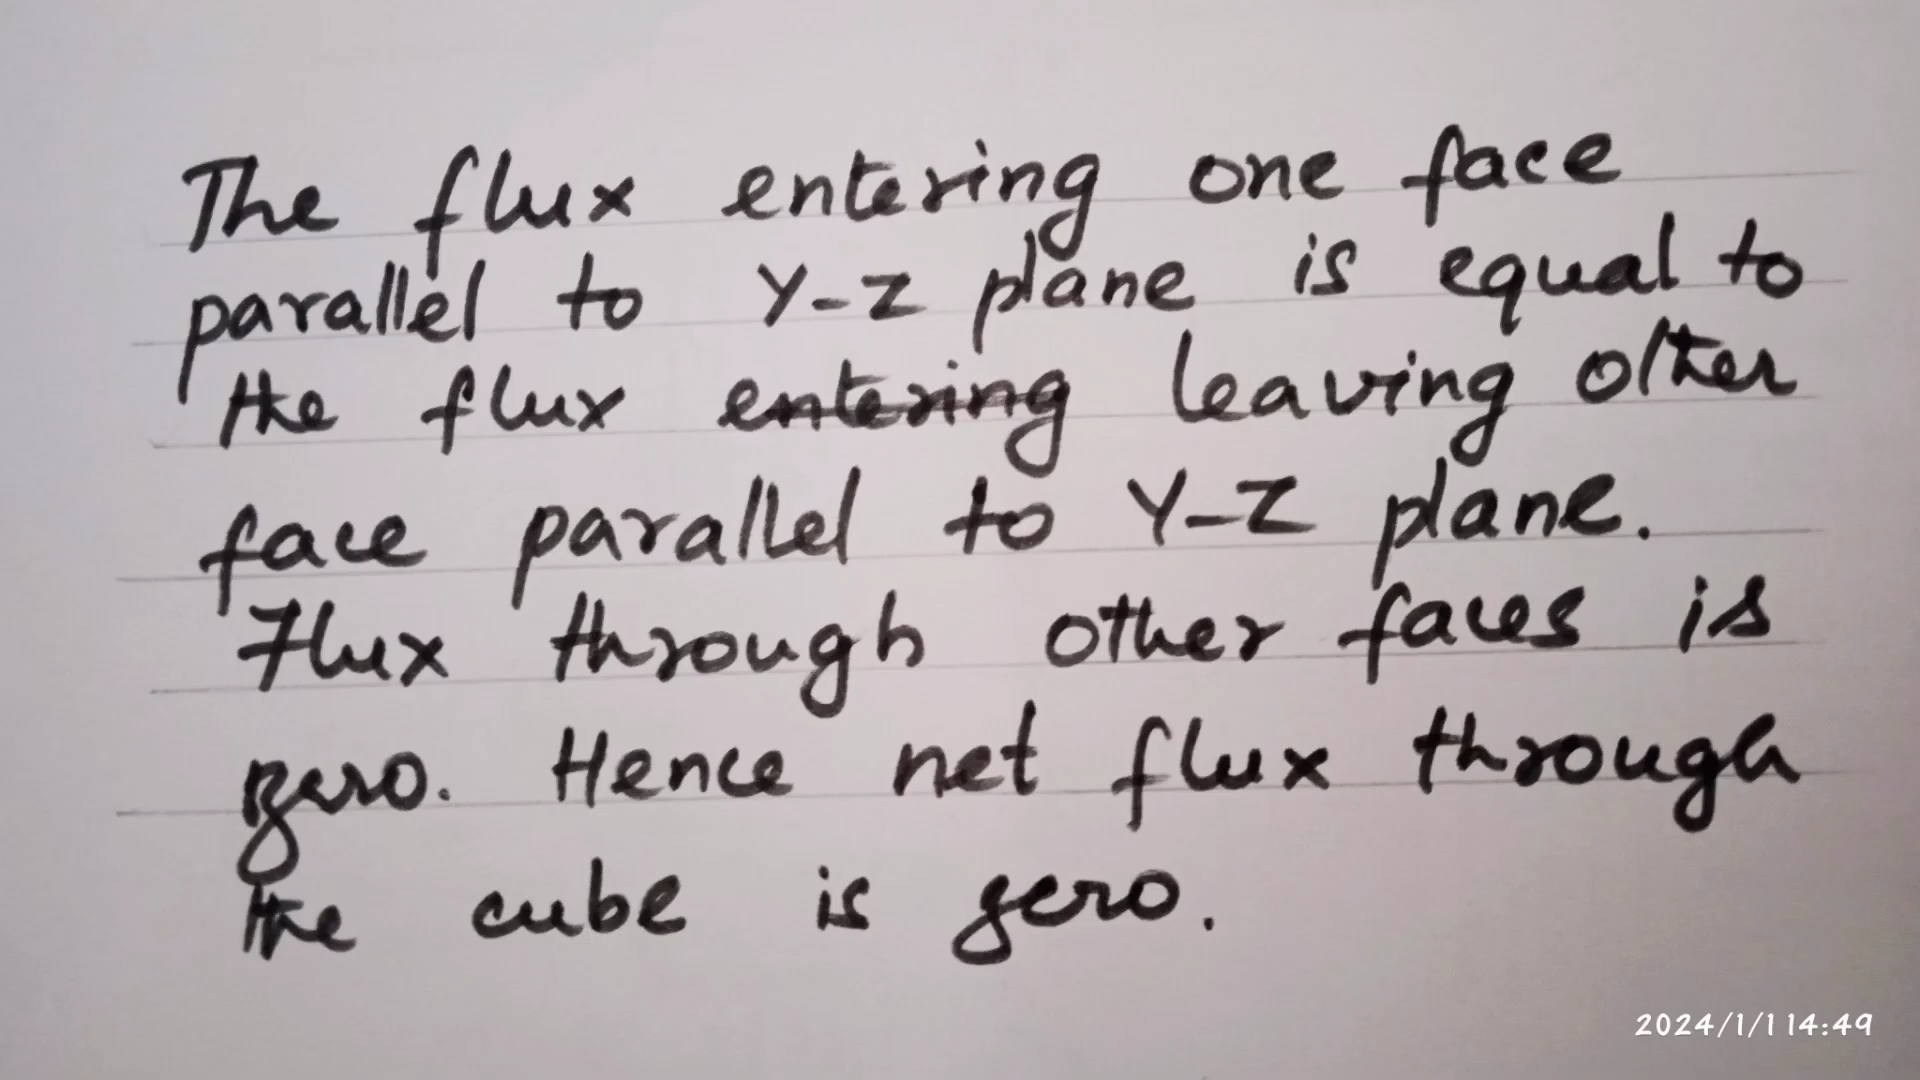 The flux entering one face
parallel to Y-Z plane is equal to
the flux entering leaving other
face parallel to Y-Z plane.
Flux through other faces is
zero. Hence net flux through
the cube is zero.
2024/1/1 14:49